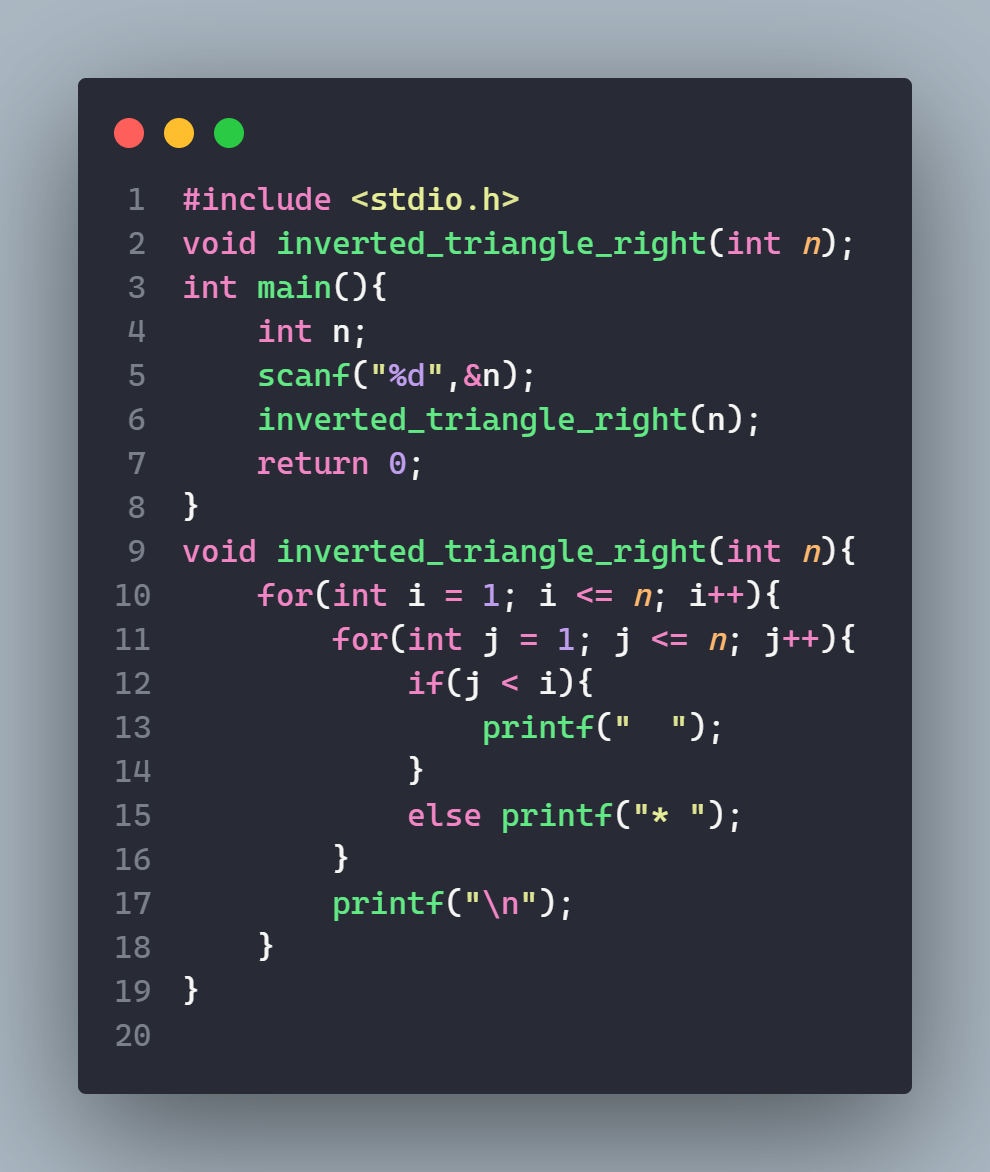 1 #include <stdio.h>
2 void inverted_triangle_right(int n);
3 int main(){
4     int n;
5     scanf("%d",&n);
6     inverted_triangle_right(n);
7     return 0;
8 }
9 void inverted_triangle_right(int n){
10     for(int i = 1; i <= n; i++){
11         for(int j = 1; j <= n; j++){
12             if(j < i){
13                 printf("  ");
14             }
15             else printf("* ");
16         }
17         printf("\n");
18     }
19 }
20